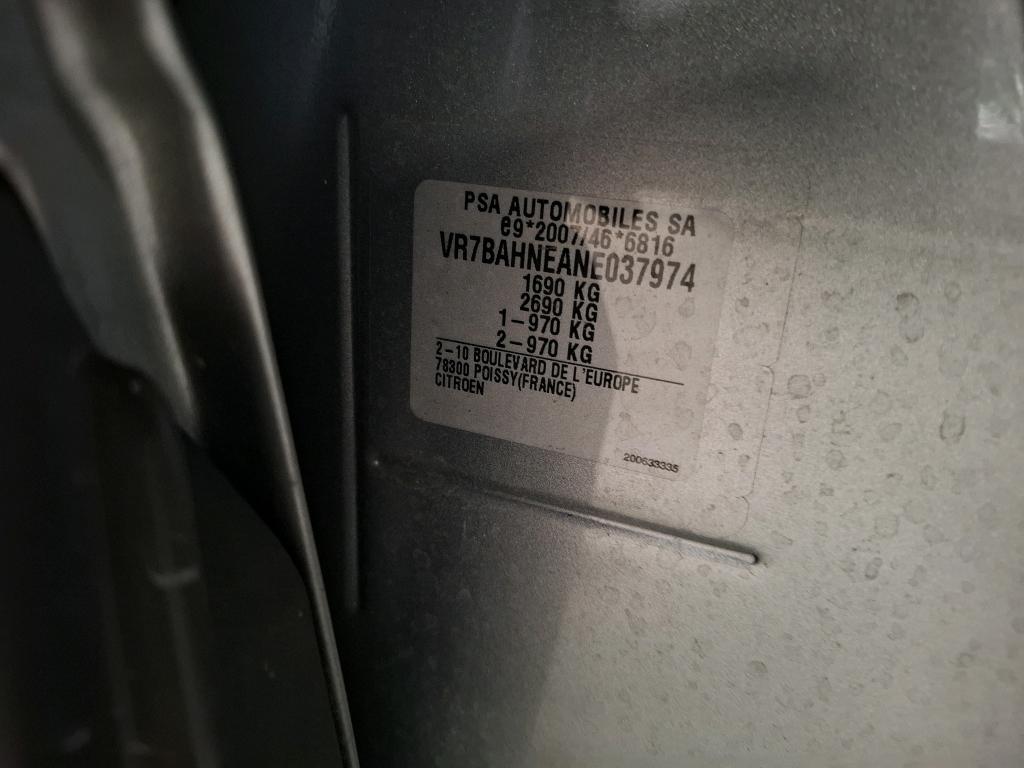 PSA AUTOMOBILES SA
e9*2007/46*6816
VR7BAHNEANE037974
1690 KG
2690 KG
1-970 KG
2-970 KG
2-10 BOULEVARD DE L'EUROPE
78300 POISSY(FRANCE)
CITROEN
200633335